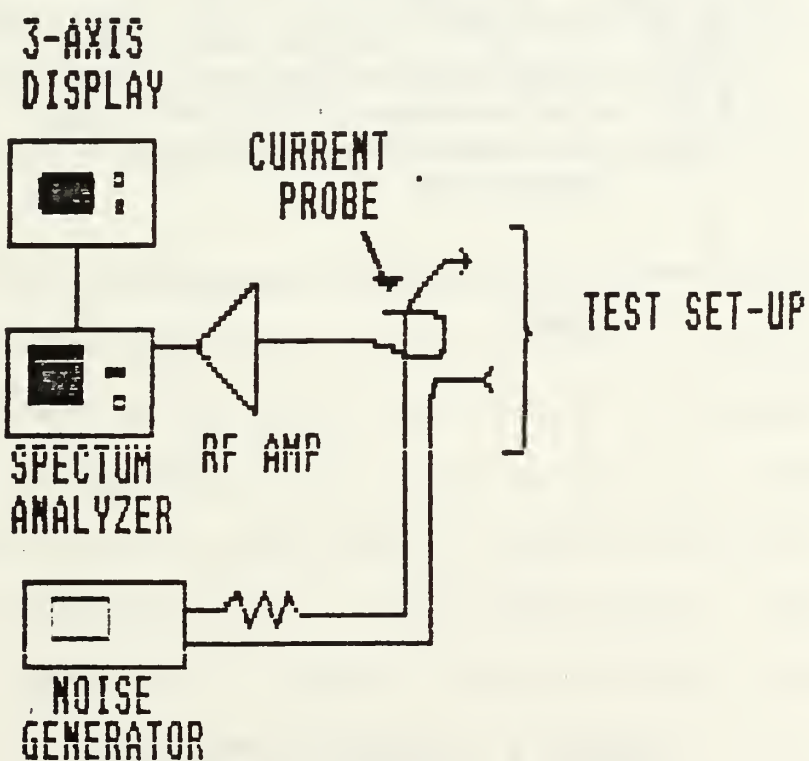 3-AXIS
DISPLAY
CURRENT
PROBE
TEST SET-UP
SPECTUM
ANALYZER
RF AMP
NOISE
GENERATOR